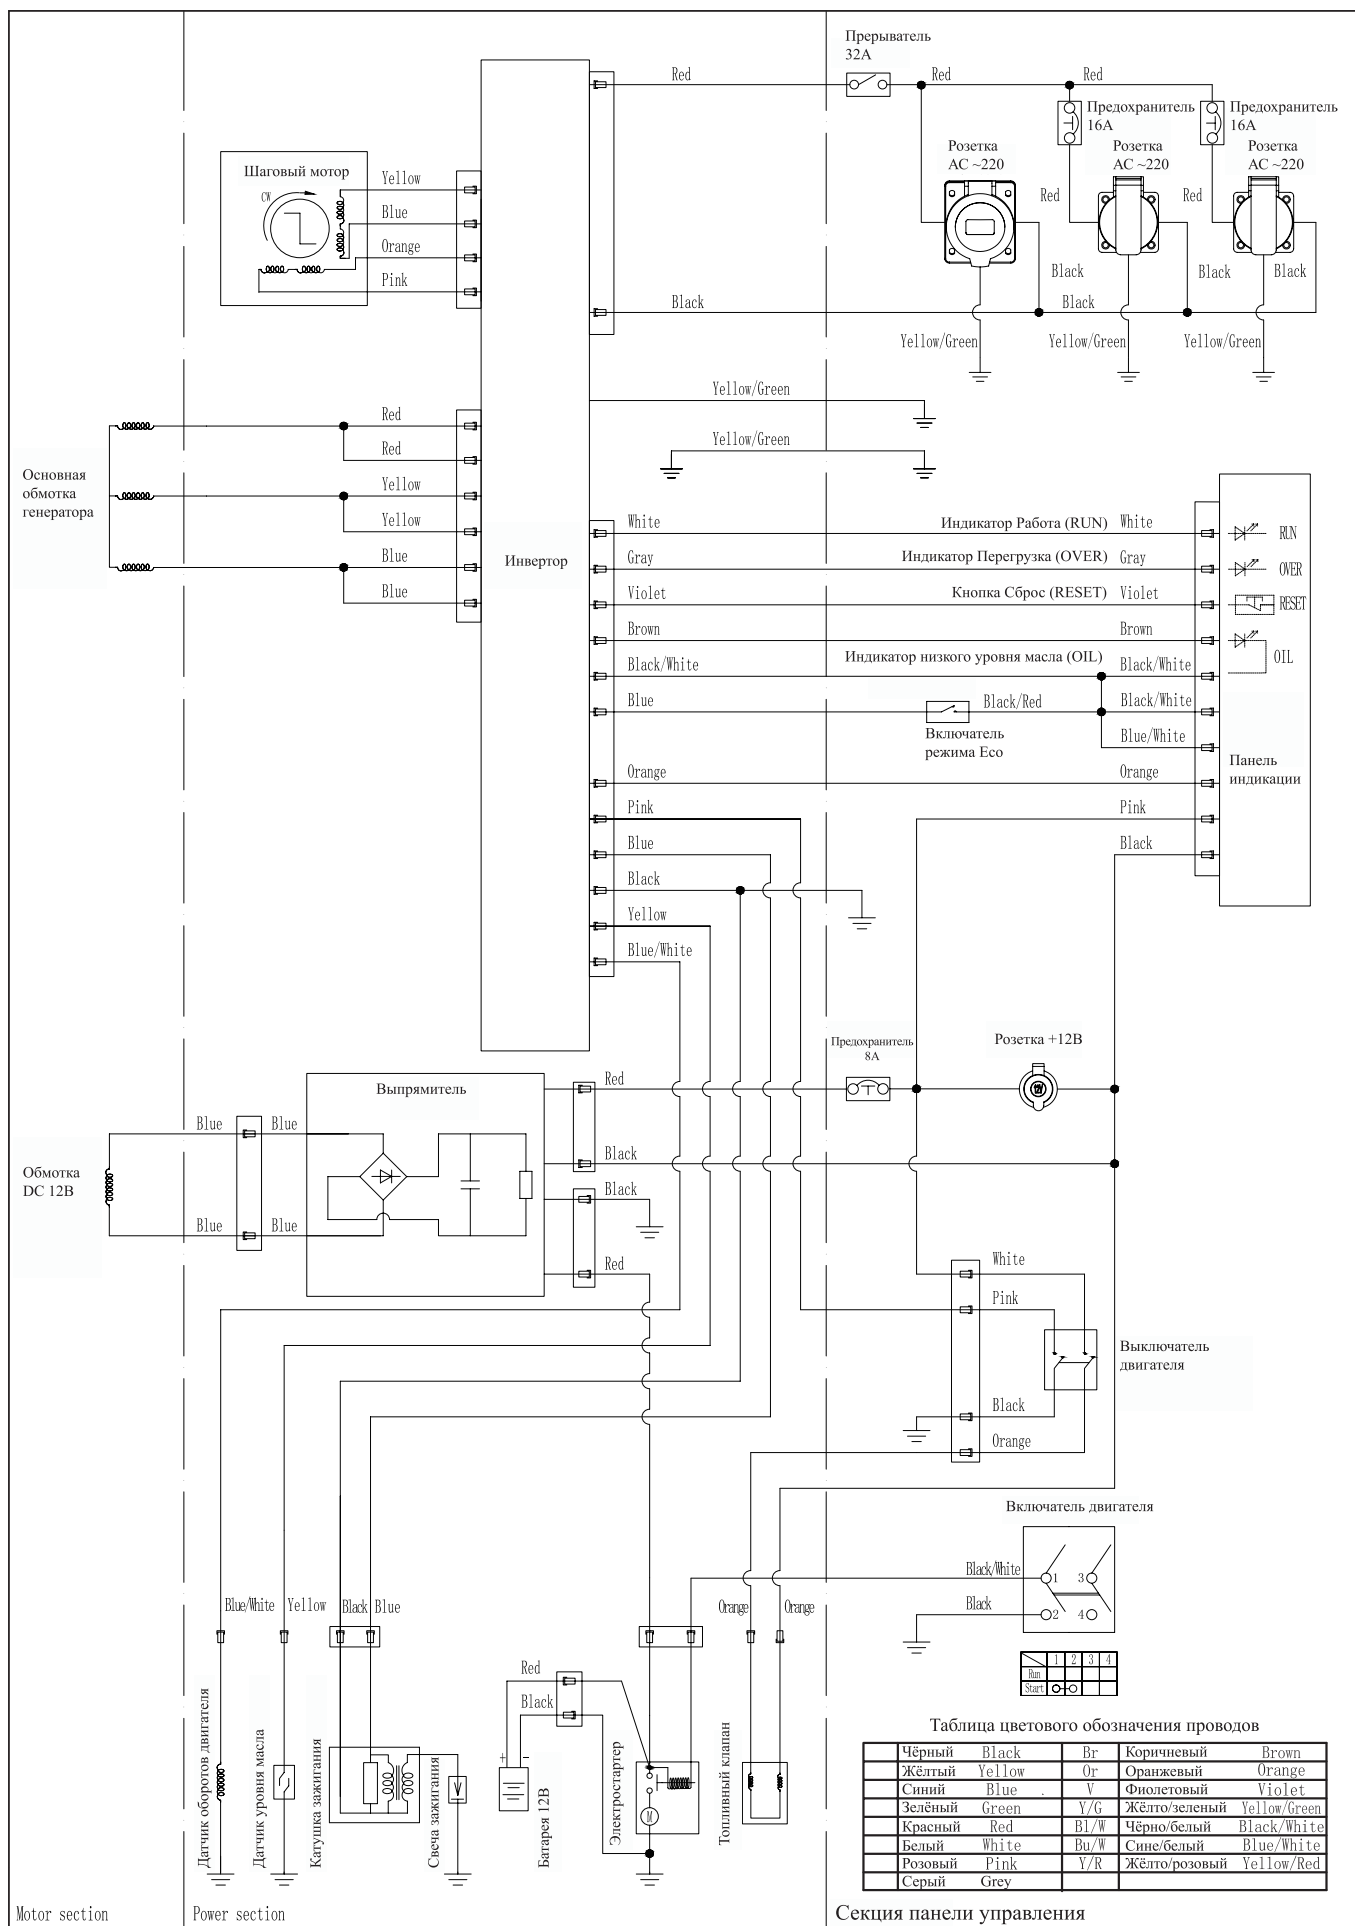 Прерыватель
32А
Red
Red
Red
Предохранитель
16А
Предохранитель
16А
Розетка
АС ~220
Розетка
АС ~220
Розетка
АС ~220
Шаговый мотор
CW
Yellow
Blue
Orange
Pink
Red
Red
Black
Black
Black
Black
Black
Yellow/Green
Yellow/Green
Yellow/Green
Yellow/Green
Yellow/Green
Основная
обмотка
генератора
Red
Red
Yellow
Yellow
Blue
Blue
Инвертор
White
Индикатор Работа (RUN)
White
RUN
Gray
Индикатор Перегрузка (OVER)
Gray
OVER
Violet
Кнопка Сброс (RESET)
Violet
RESET
Brown
Brown
Black/White
Индикатор низкого уровня масла (OIL)
Black/White
OIL
Blue
Black/Red
Black/White
Включатель
режима Eco
Blue/White
Панель
индикации
Orange
Orange
Pink
Pink
Blue
Black
Black
Yellow
Blue/White
Предохранитель
8А
Розетка +12В
12V
Выпрямитель
Red
Black
Black
Red
Обмотка
DC 12В
Blue
Blue
Blue
Blue
White
Pink
Black
Orange
Выключатель
двигателя
Включатель двигателя
Black/White
Black
1
3
2
4
1 2 3 4
Run
Start
Blue/White
Yellow
Black
Blue
Orange
Orange
Red
Black
+ -
M
Датчик оборотов двигателя
Датчик уровня масла
Катушка зажигания
Свеча зажигания
Батарея 12В
Электростартер
Топливный клапан
Таблица цветового обозначения проводов
Чёрный Black Br Коричневый Brown
Жёлтый Yellow Or Оранжевый Orange
Синий Blue V Фиолетовый Violet
Зелёный Green Y/G Жёлто/зеленый Yellow/Green
Красный Red Bl/W Чёрно/белый Black/White
Белый White Bu/W Сине/белый Blue/White
Розовый Pink Y/R Жёлто/розовый Yellow/Red
Серый Grey
Motor section
Power section
Секция панели управления